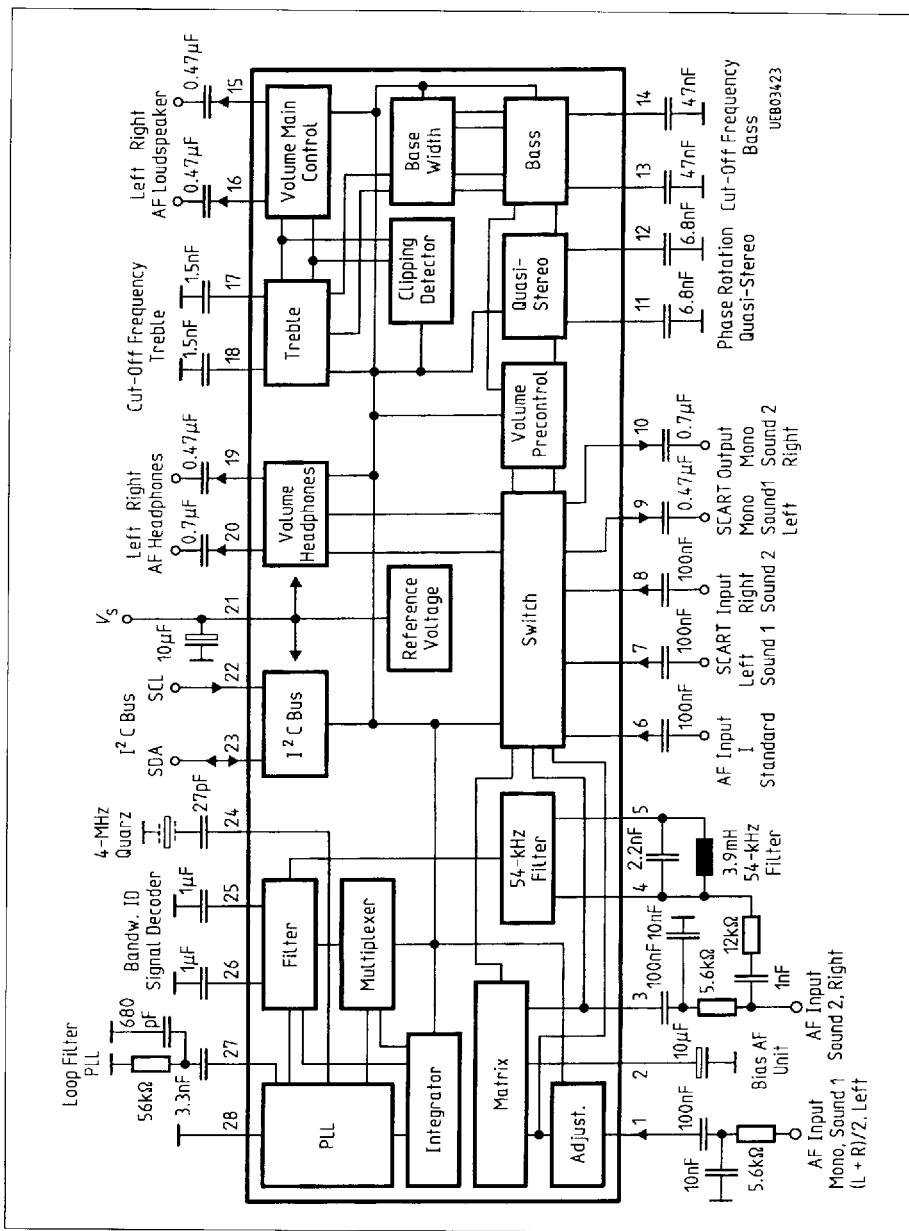 Loop Filter
PLL
56kΩ
680
pF
3.3nF
Bandw. ID
Signal Decoder
1µF
1µF
4-MHz
Quarz
27pF
I² C Bus
SDA
SCL
Vs
10µF
Left Right
AF Headphones
0.7µF
0.47µF
Cut-Off Frequency
Treble
1.5nF
1.5nF
Left Right
AF Loudspeaker
0.47µF
0.47µF
28
27
26
25
24
23
22
21
20
19
18
17
16
15
PLL
Filter
Multiplexer
Integrator
I² C Bus
Reference
Voltage
Volume
Headphones
Treble
Clipping
Detector
Volume Main
Control
Base
Width
Matrix
Adjust.
54-kHz
Filter
Switch
Volume
Precontrol
Quasi-
Stereo
Bass
1
2
3
4
5
6
7
8
9
10
11
12
13
14
10nF
100nF
5.6kΩ
AF Input
Mono, Sound 1
(L + R)/2, Left
10µF
Bias AF
Unit
100nF
10nF
5.6kΩ
12kΩ
1nF
AF Input
Sound 2, Right
2.2nF
3.9mH
54-kHz
Filter
100nF
AF Input
I
Standard
100nF
100nF
SCART Input
Left Right
Sound 1 Sound 2
0.47µF
0.7µF
SCART Output
Mono Mono
Sound1 Sound 2
Left Right
6.8nF
6.8nF
Phase Rotation
Quasi-Stereo
47nF
47nF
Cut-Off Frequency
Bass
UEB03423